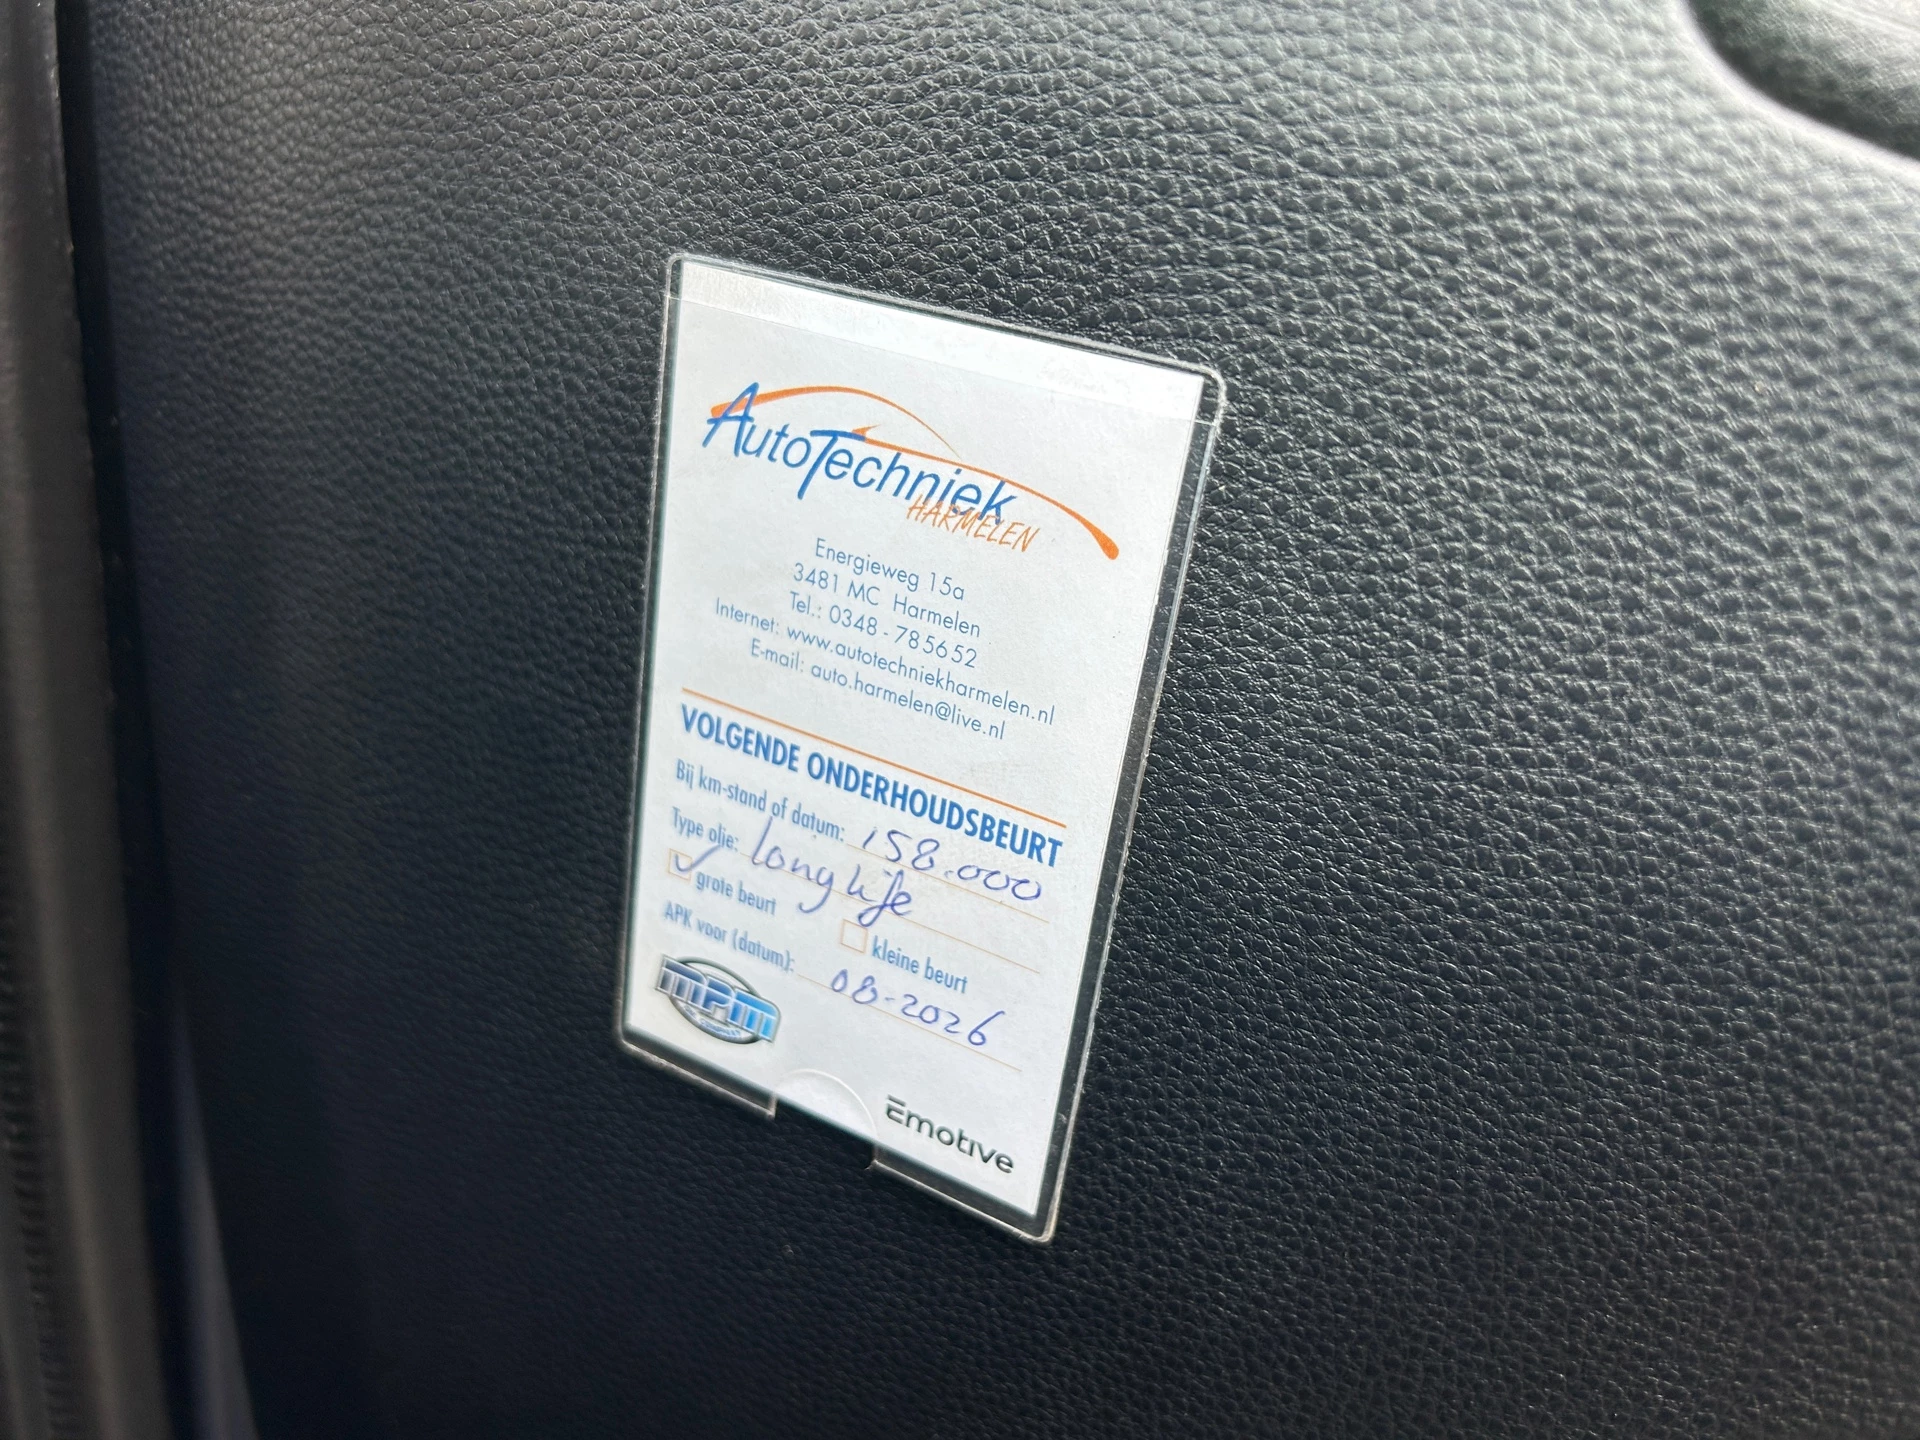 AutoTechniek
HARMELEN
Energieweg 15a
3481 MC Harmelen
Tel.: 0348 - 785652
Internet: www.autotechniekharmelen.nl
E-mail: auto.harmelen@live.nl
VOLGENDE ONDERHOUDSBEURT
Bij km-stand of datum: 158.000
Type olie: Longlife
grote beurt kleine beurt
APK voor (datum): 08-2026
MPM
Emotive